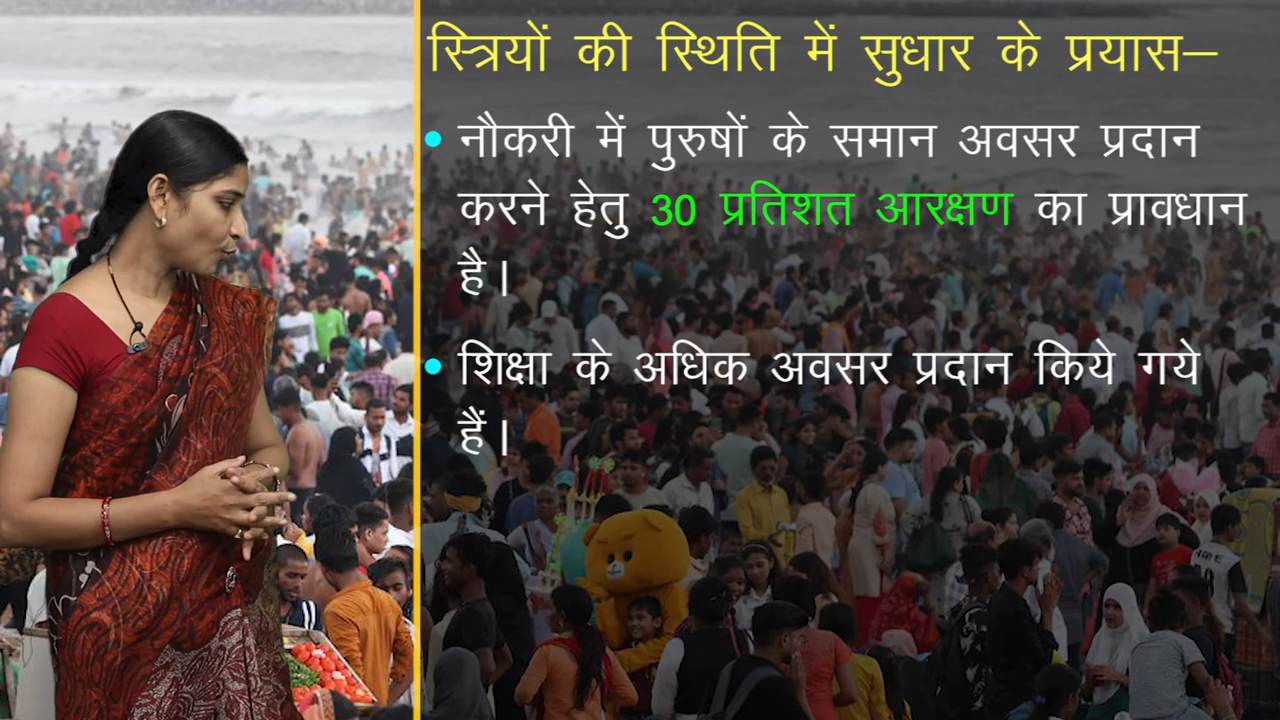 स्त्रियों की स्थिति में सुधार के प्रयास–
• नौकरी में पुरुषों के समान अवसर प्रदान
करने हेतु 30 प्रतिशत आरक्षण का प्रावधान
है।
• शिक्षा के अधिक अवसर प्रदान किये गये
हैं।